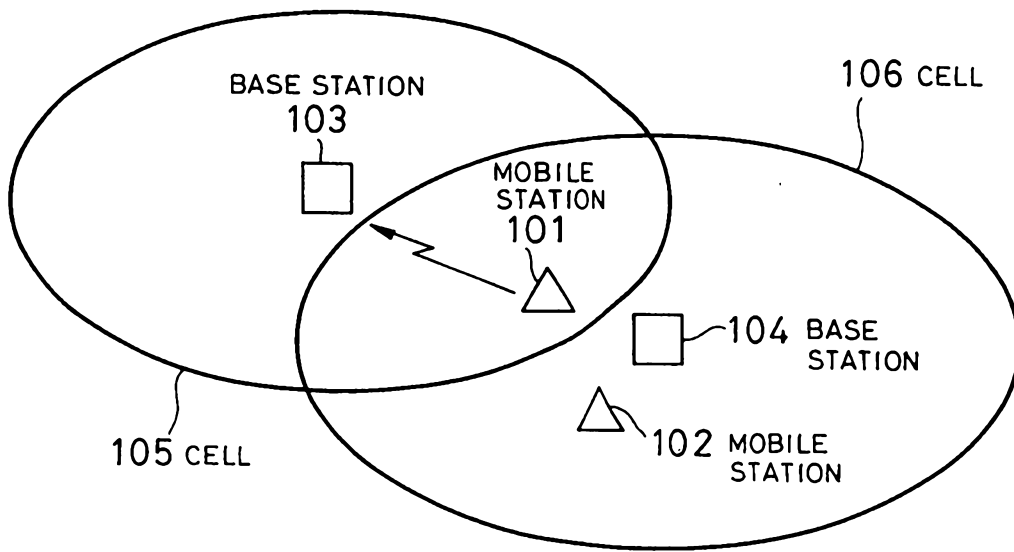 BASE STATION
103
106 CELL
MOBILE
STATION
101
104 BASE
STATION
102 MOBILE
STATION
105 CELL